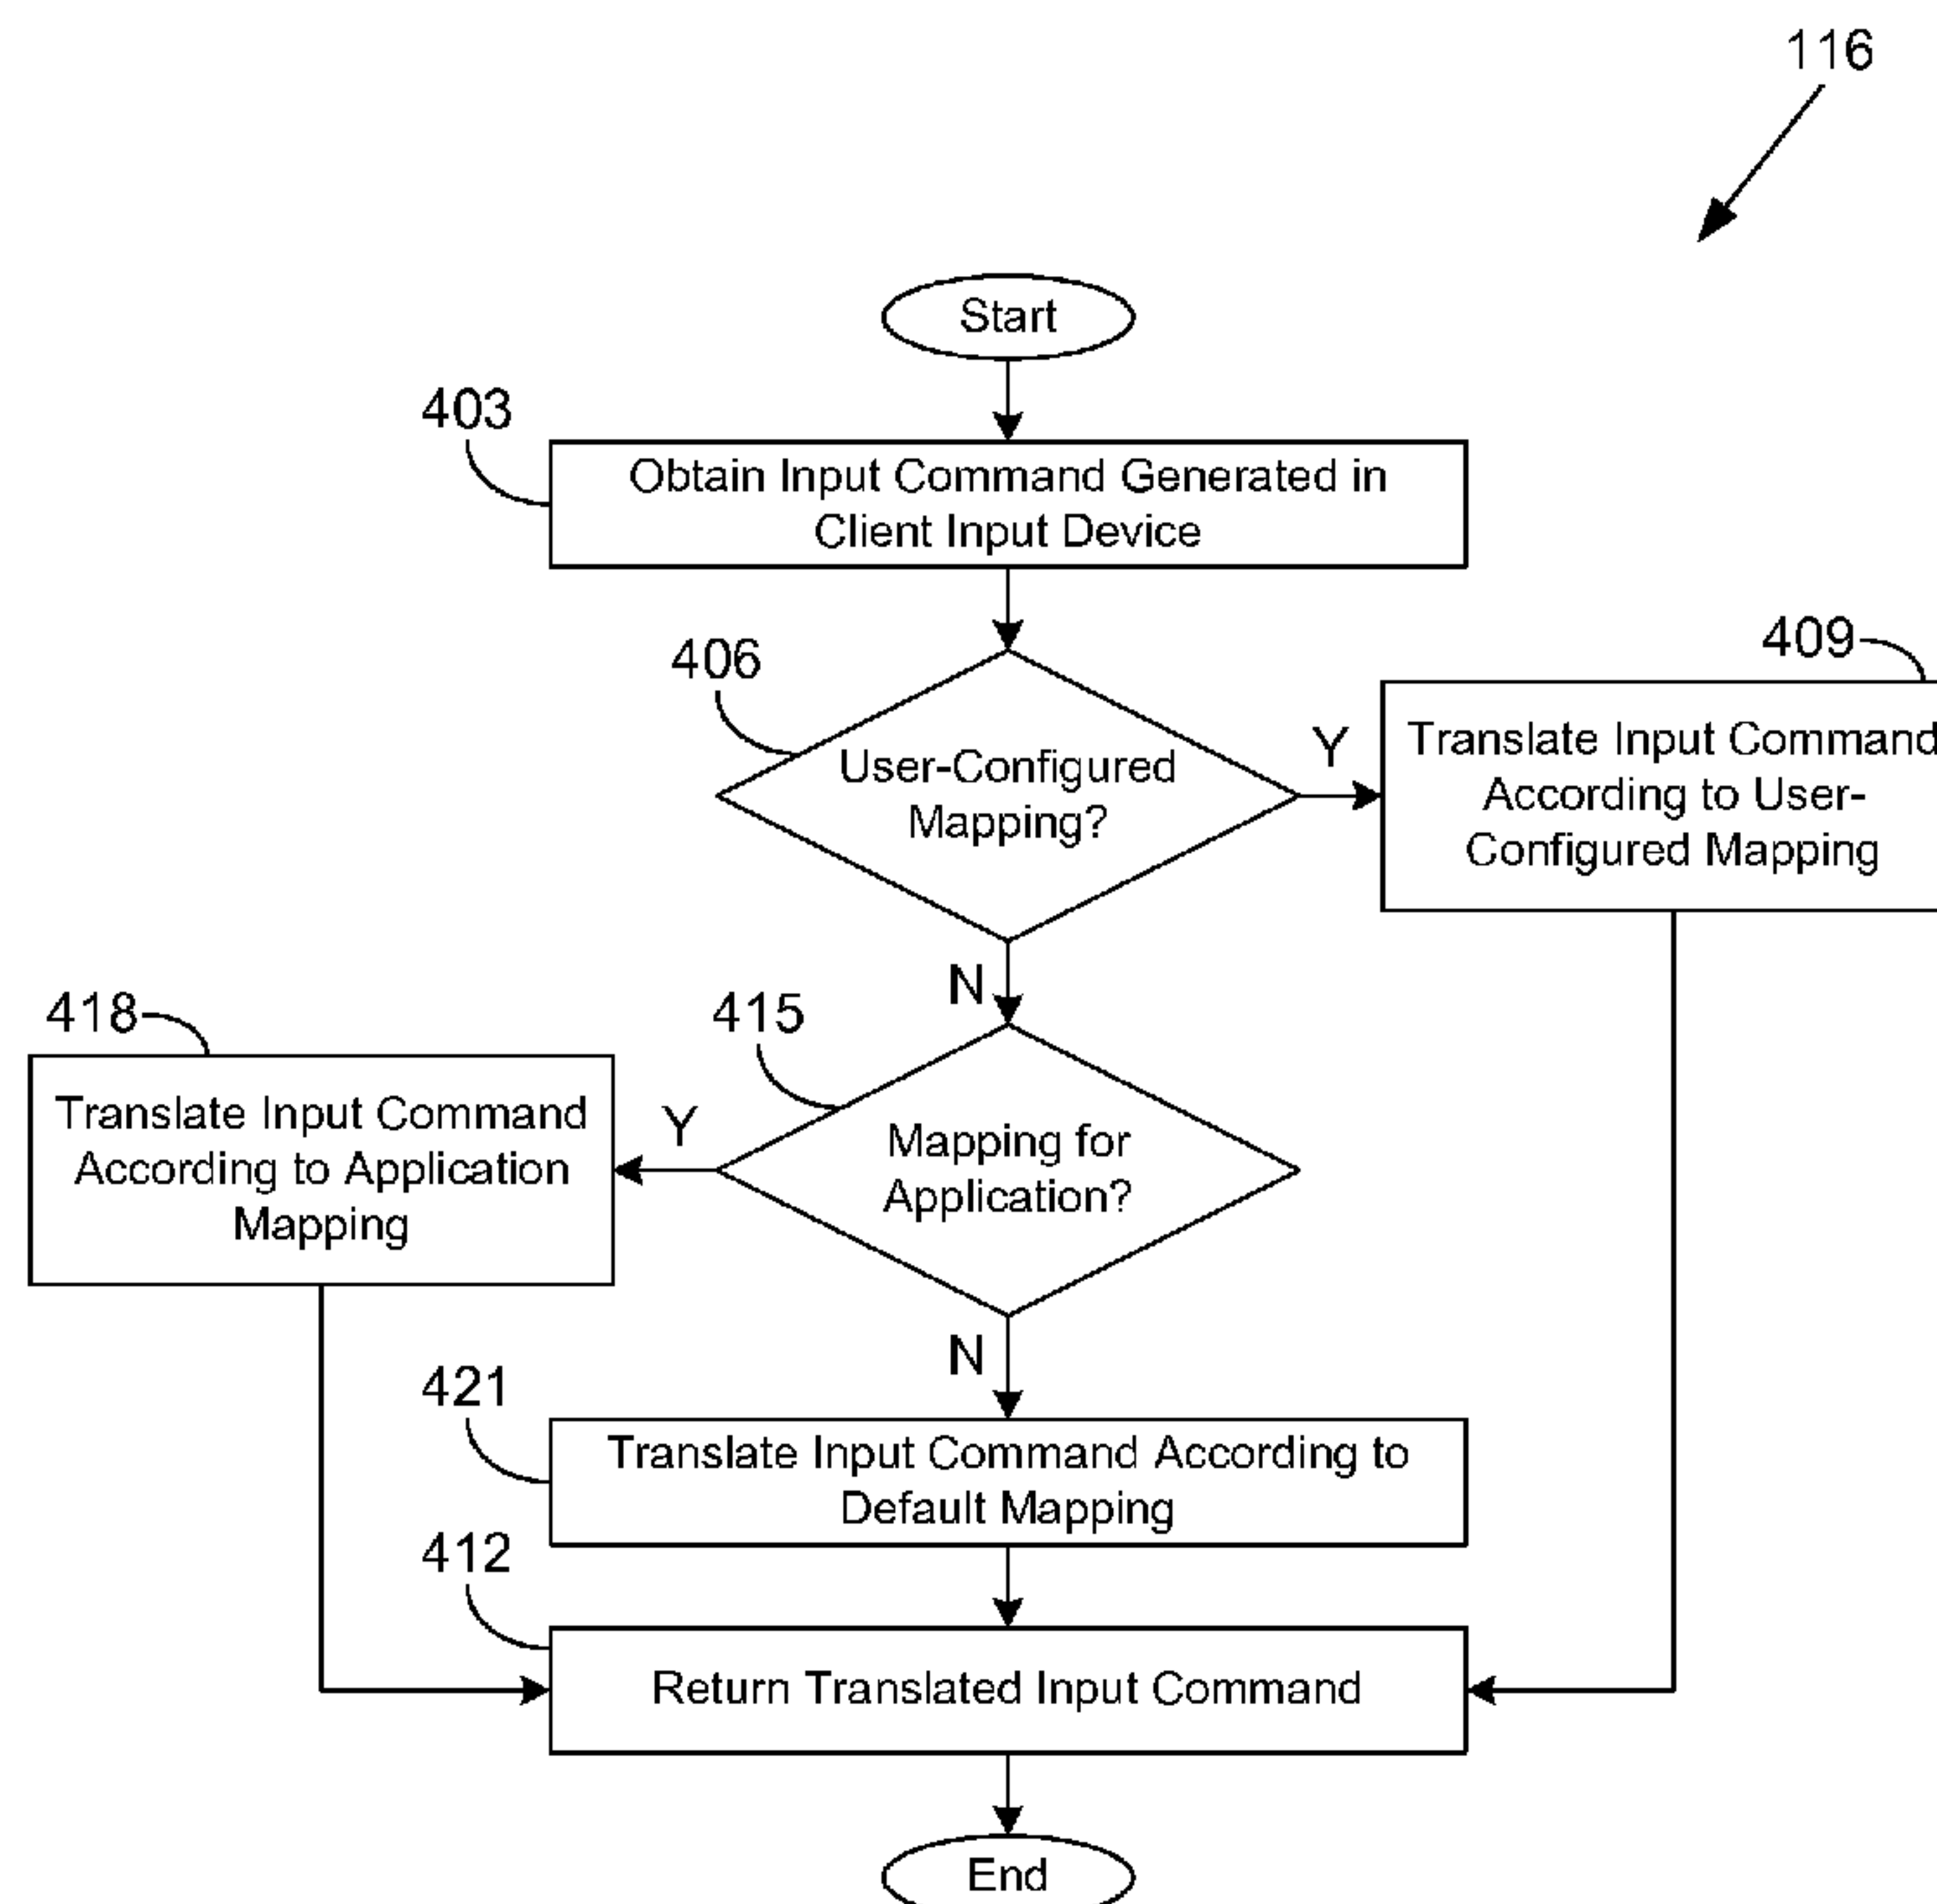 116
Start
403
Obtain Input Command Generated in
Client Input Device
406
User-Configured
Mapping?
Y
409
Translate Input Command
According to User-
Configured Mapping
N
415
Mapping for
Application?
Y
418
Translate Input Command
According to Application
Mapping
N
421
Translate Input Command According to
Default Mapping
412
Return Translated Input Command
End